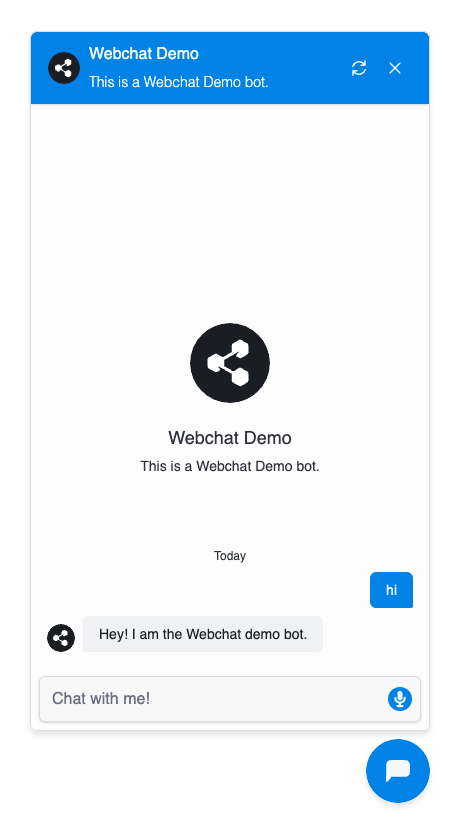 Webchat Demo
This is a Webchat Demo bot.
Webchat Demo
This is a Webchat Demo bot.
Today
hi
Hey! I am the Webchat demo bot.
Chat with me!